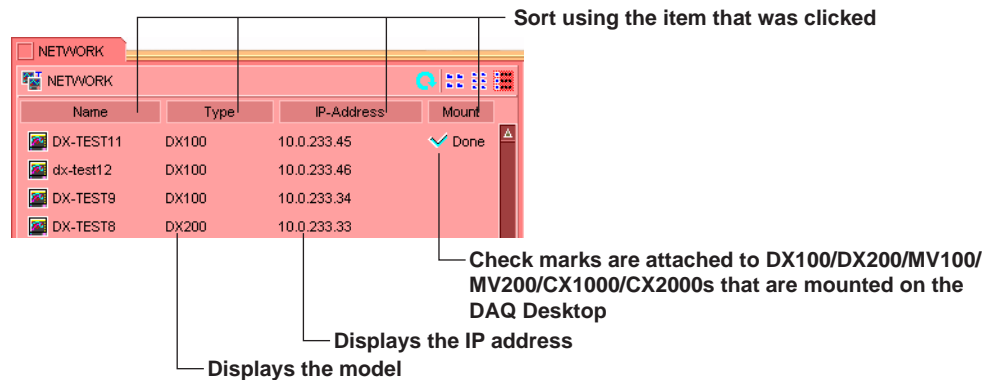 Sort using the item that was clicked
NETWORK
NETWORK
Name Type IP-Address Mount
DX-TEST11 DX100 10.0.233.45 Done
dx-test12 DX100 10.0.233.46
DX-TEST9 DX100 10.0.233.34
DX-TEST8 DX200 10.0.233.33
Check marks are attached to DX100/DX200/MV100/
MV200/CX1000/CX2000s that are mounted on the
DAQ Desktop
Displays the IP address
Displays the model